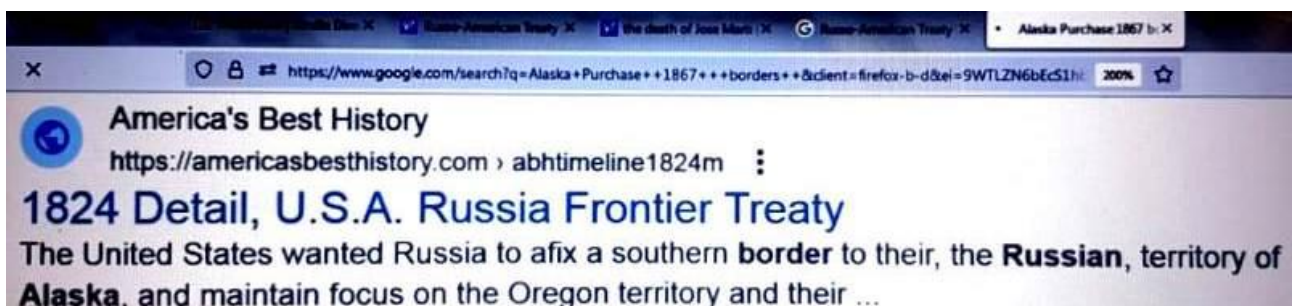 Russo-American Treaty X the death of Jose Marti X G Russo-American Treaty X • Alaska Purchase 1867 b X
X https://www.google.com/search?q=Alaska+Purchase++1867+++borders++&client=firefox-b-d&ei= 200%
America's Best History
https://americasbesthistory.com › abhtimeline1824m ⋮
1824 Detail, U.S.A. Russia Frontier Treaty
The United States wanted Russia to afix a southern border to their, the Russian, territory of
Alaska, and maintain focus on the Oregon territory and their ...